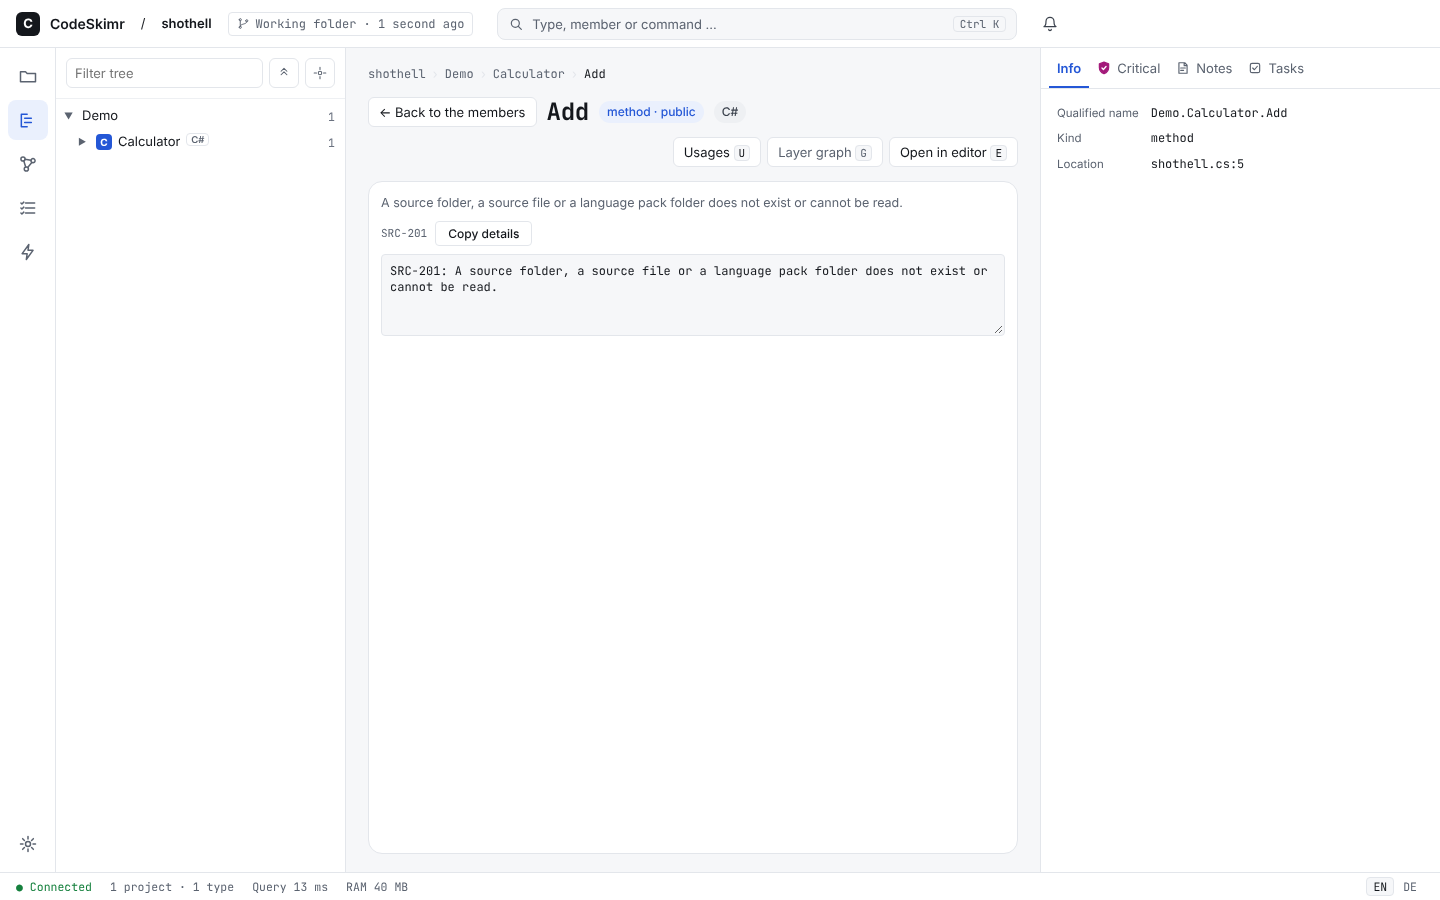 C CodeSkimr / shothell Working folder · 1 second ago Type, member or command ... Ctrl K
Filter tree
Demo 1
C Calculator C# 1
shothell › Demo › Calculator › Add
← Back to the members Add method · public C#
Usages U Layer graph G Open in editor E
A source folder, a source file or a language pack folder does not exist or cannot be read.
SRC-201 Copy details
SRC-201: A source folder, a source file or a language pack folder does not exist or
cannot be read.
Info Critical Notes Tasks
Qualified name Demo.Calculator.Add
Kind method
Location shothell.cs:5
● Connected 1 project · 1 type Query 13 ms RAM 40 MB EN DE